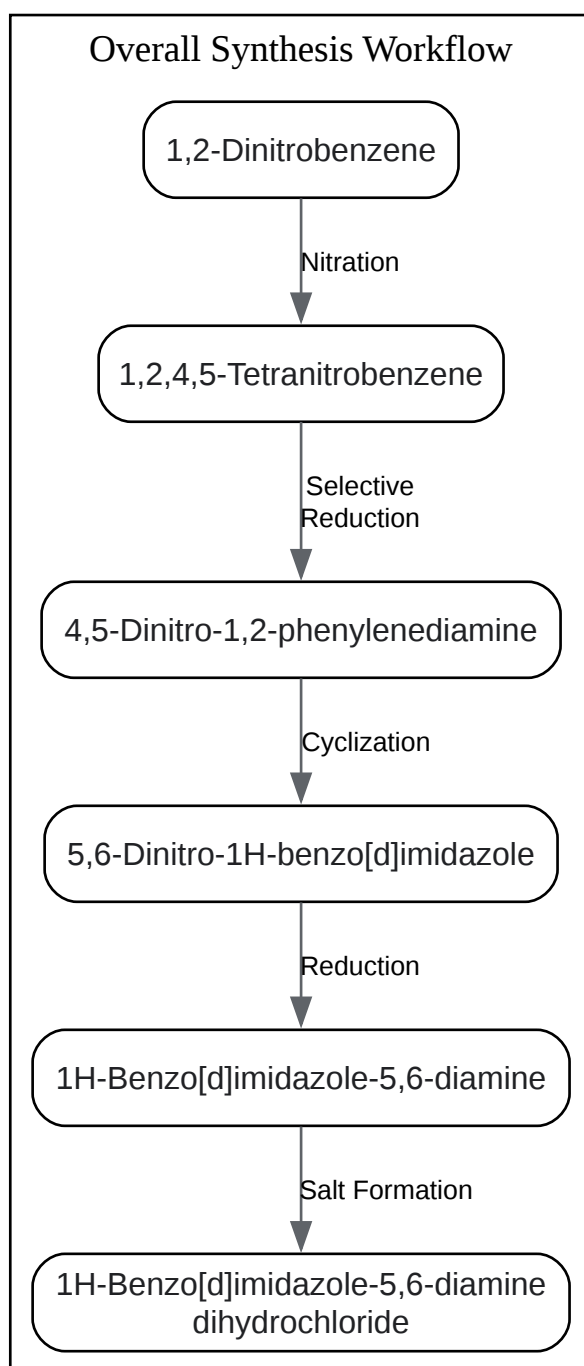 Overall Synthesis Workflow
1,2-Dinitrobenzene
Nitration
1,2,4,5-Tetranitrobenzene
Selective
Reduction
4,5-Dinitro-1,2-phenylenediamine
Cyclization
5,6-Dinitro-1H-benzo[d]imidazole
Reduction
1H-Benzo[d]imidazole-5,6-diamine
Salt Formation
1H-Benzo[d]imidazole-5,6-diamine
dihydrochloride